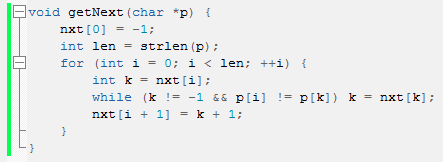 void getNext(char *p) {
    nxt[0] = -1;
    int len = strlen(p);
    for (int i = 0; i < len; ++i) {
        int k = nxt[i];
        while (k != -1 && p[i] != p[k]) k = nxt[k];
        nxt[i + 1] = k + 1;
    }
}